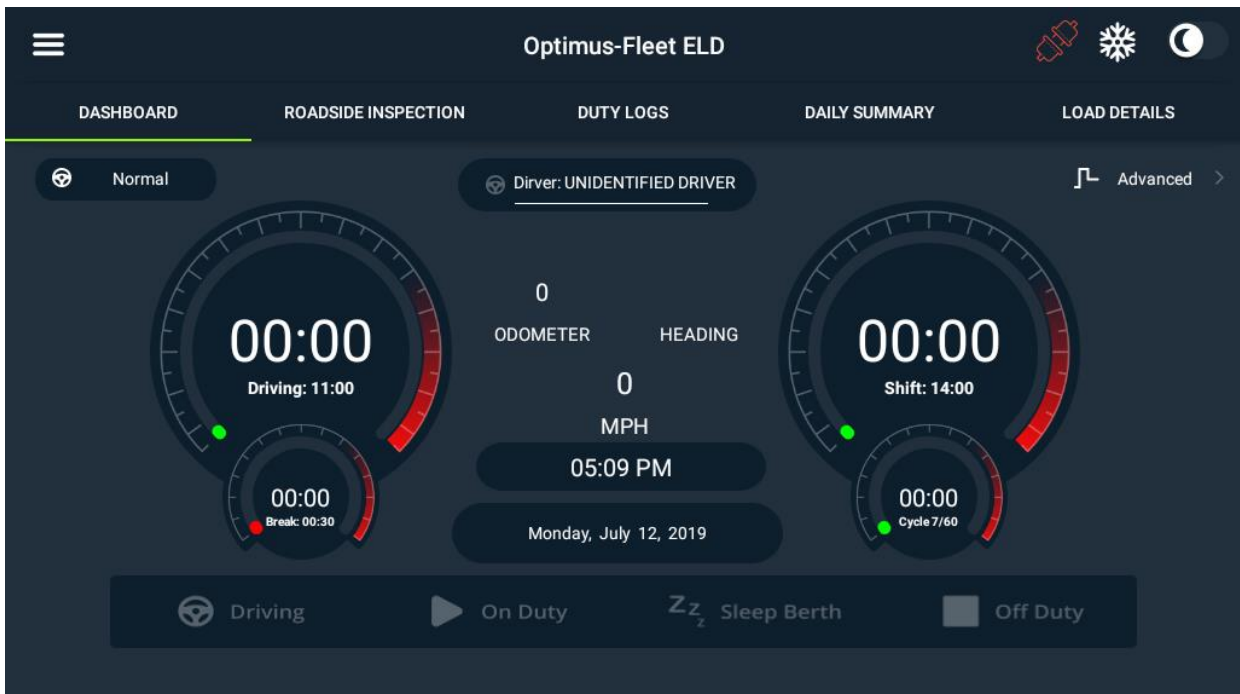 Optimus-Fleet ELD
DASHBOARD
ROADSIDE INSPECTION
DUTY LOGS
DAILY SUMMARY
LOAD DETAILS
Normal
Dirver: UNIDENTIFIED DRIVER
Advanced
00:00
Driving: 11:00
00:00
Break: 00:30
0
ODOMETER
HEADING
0
MPH
05:09 PM
Monday, July 12, 2019
00:00
Shift: 14:00
00:00
Cycle 7/60
Driving
On Duty
Zzz Sleep Berth
Off Duty